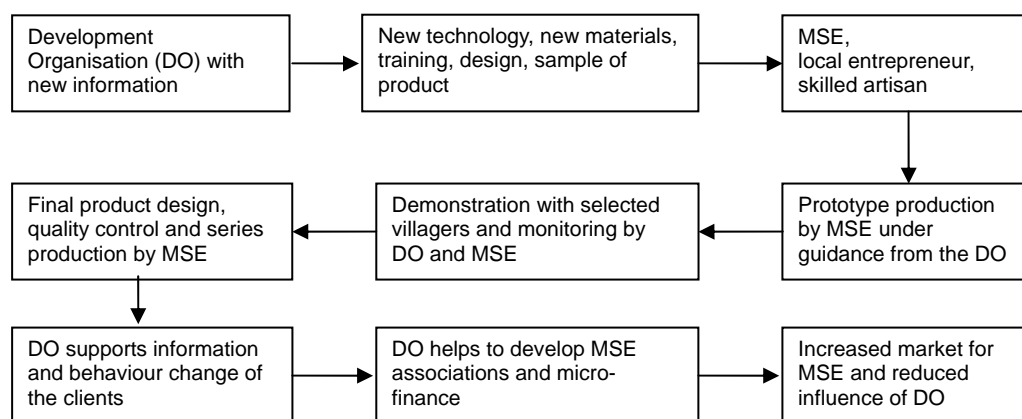 Development
Organisation (DO) with
new information
New technology, new materials,
training, design, sample of
product
MSE,
local entrepreneur,
skilled artisan
Final product design,
quality control and series
production by MSE
Demonstration with selected
villagers and monitoring by
DO and MSE
Prototype production
by MSE under
guidance from the DO
DO supports information
and behaviour change of
the clients
DO helps to develop MSE
associations and micro-
finance
Increased market for
MSE and reduced
influence of DO